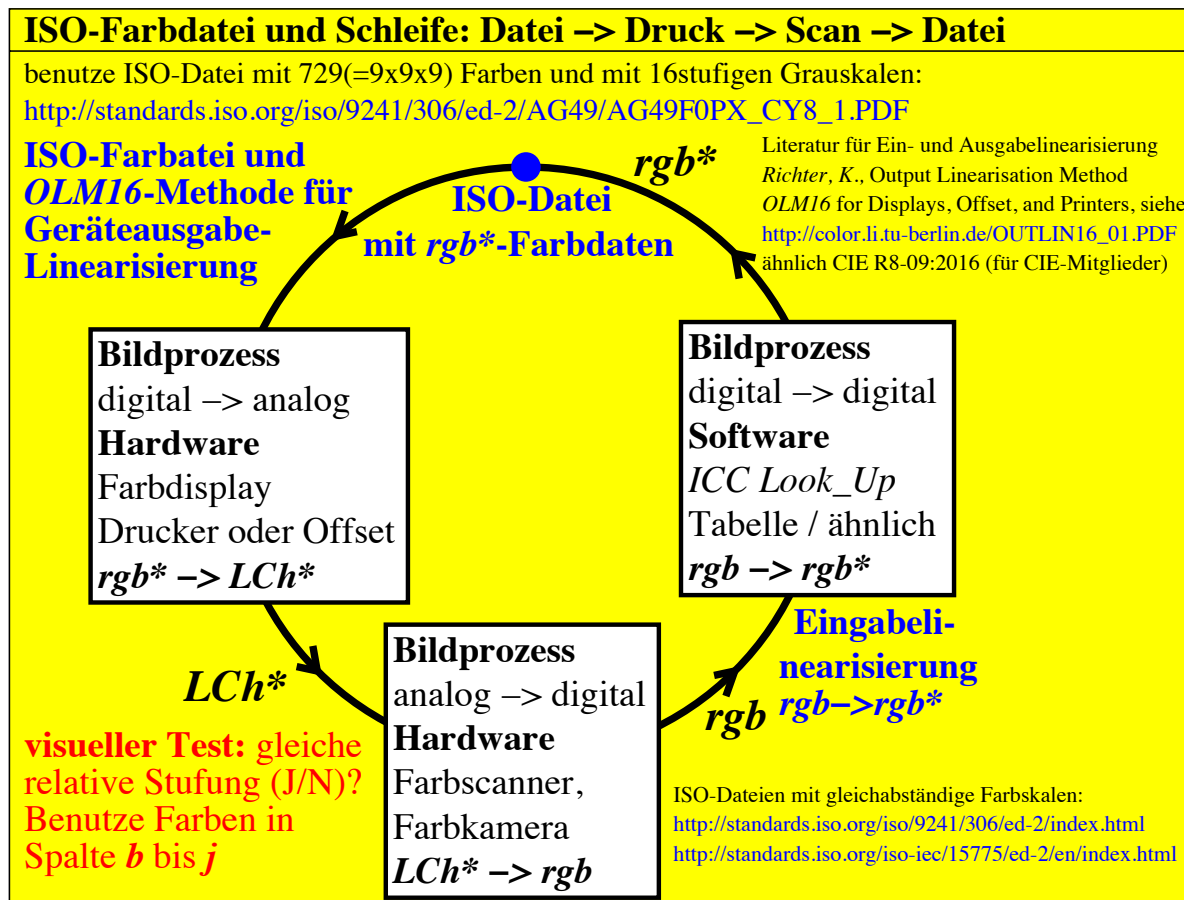 ISO-Farbdatei und Schleife: Datei –> Druck –> Scan –> Datei
benutze ISO-Datei mit 729(=9x9x9) Farben und mit 16stufigen Grauskalen:
http://standards.iso.org/iso/9241/306/ed-2/AG49/AG49F0PX_CY8_1.PDF
ISO-Farbatei und
OLM16-Methode für
Geräteausgabe-
Linearisierung
ISO-Datei
mit rgb*-Farbdaten
rgb*
Literatur für Ein- und Ausgabelinearisierung
Richter, K., Output Linearisation Method
OLM16 for Displays, Offset, and Printers, siehe
http://color.li.tu-berlin.de/OUTLIN16_01.PDF
ähnlich CIE R8-09:2016 (für CIE-Mitglieder)
Bildprozess
digital –> analog
Hardware
Farbdisplay
Drucker oder Offset
rgb* –> LCh*
Bildprozess
digital –> digital
Software
ICC Look_Up
Tabelle / ähnlich
rgb –> rgb*
LCh*
Bildprozess
analog –> digital
Hardware
Farbscanner,
Farbkamera
LCh* –> rgb
rgb
Eingabeli-
nearisierung
rgb–>rgb*
visueller Test: gleiche
relative Stufung (J/N)?
Benutze Farben in
Spalte b bis j
ISO-Dateien mit gleichabständige Farbskalen:
http://standards.iso.org/iso/9241/306/ed-2/index.html
http://standards.iso.org/iso-iec/15775/ed-2/en/index.html